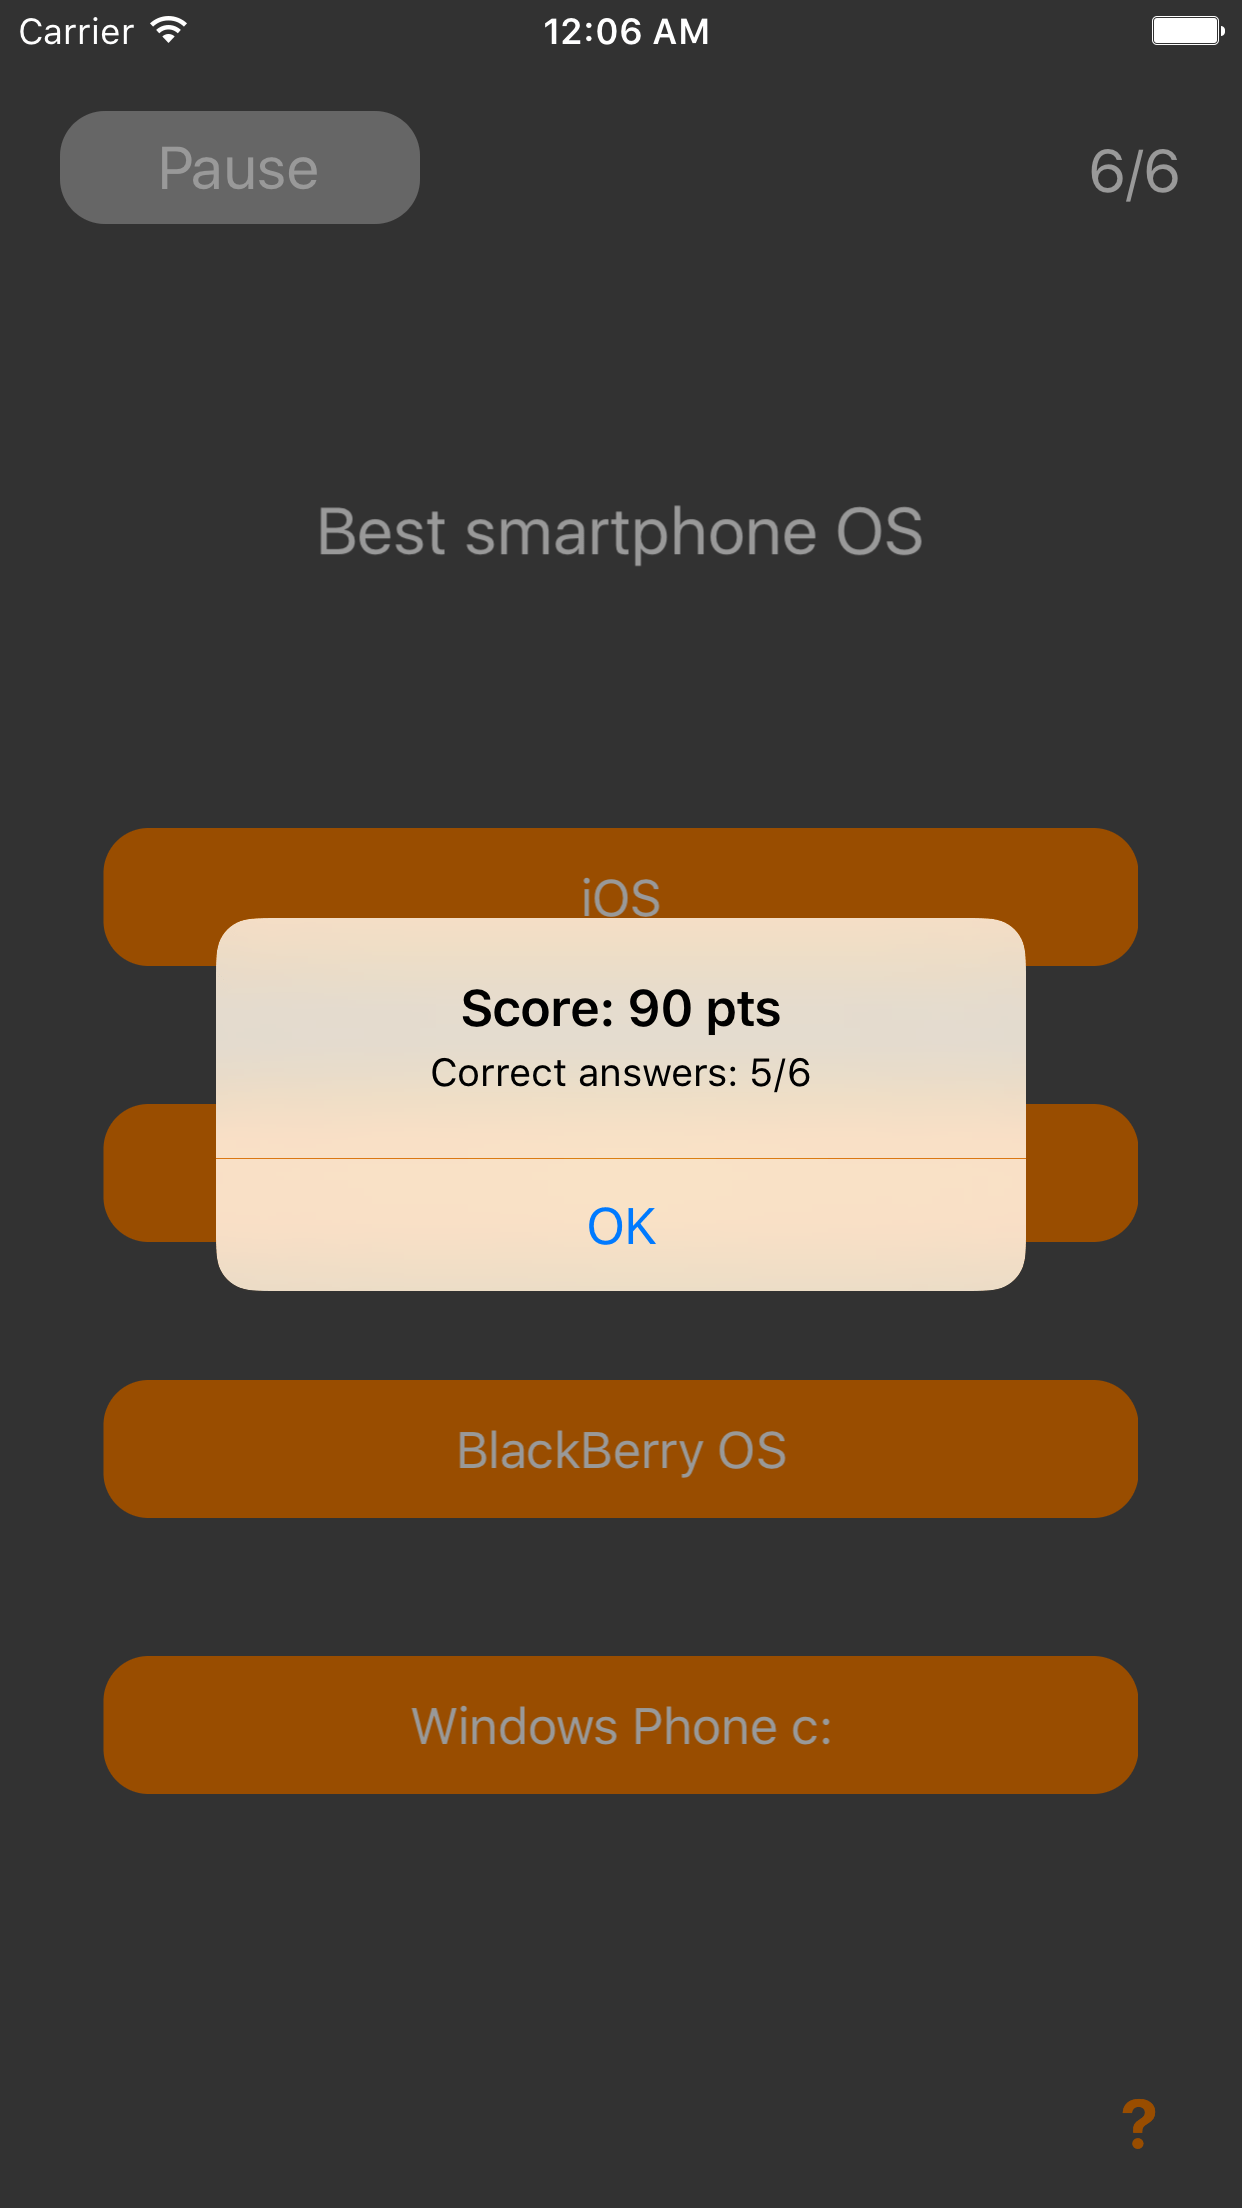 Carrier 12:06 AM
Pause 6/6
Best smartphone OS
iOS
Score: 90 pts
Correct answers: 5/6
OK
BlackBerry OS
Windows Phone c:
?